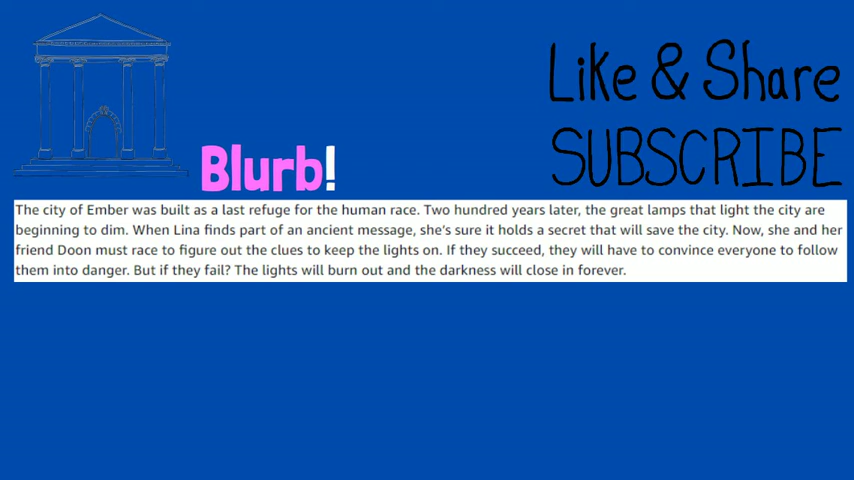 Like & Share
SUBSCRIBE
Blurb!
The city of Ember was built as a last refuge for the human race. Two hundred years later, the great lamps that light the city are
beginning to dim. When Lina finds part of an ancient message, she’s sure it holds a secret that will save the city. Now, she and her
friend Doon must race to figure out the clues to keep the lights on. If they succeed, they will have to convince everyone to follow
them into danger. But if they fail? The lights will burn out and the darkness will close in forever.